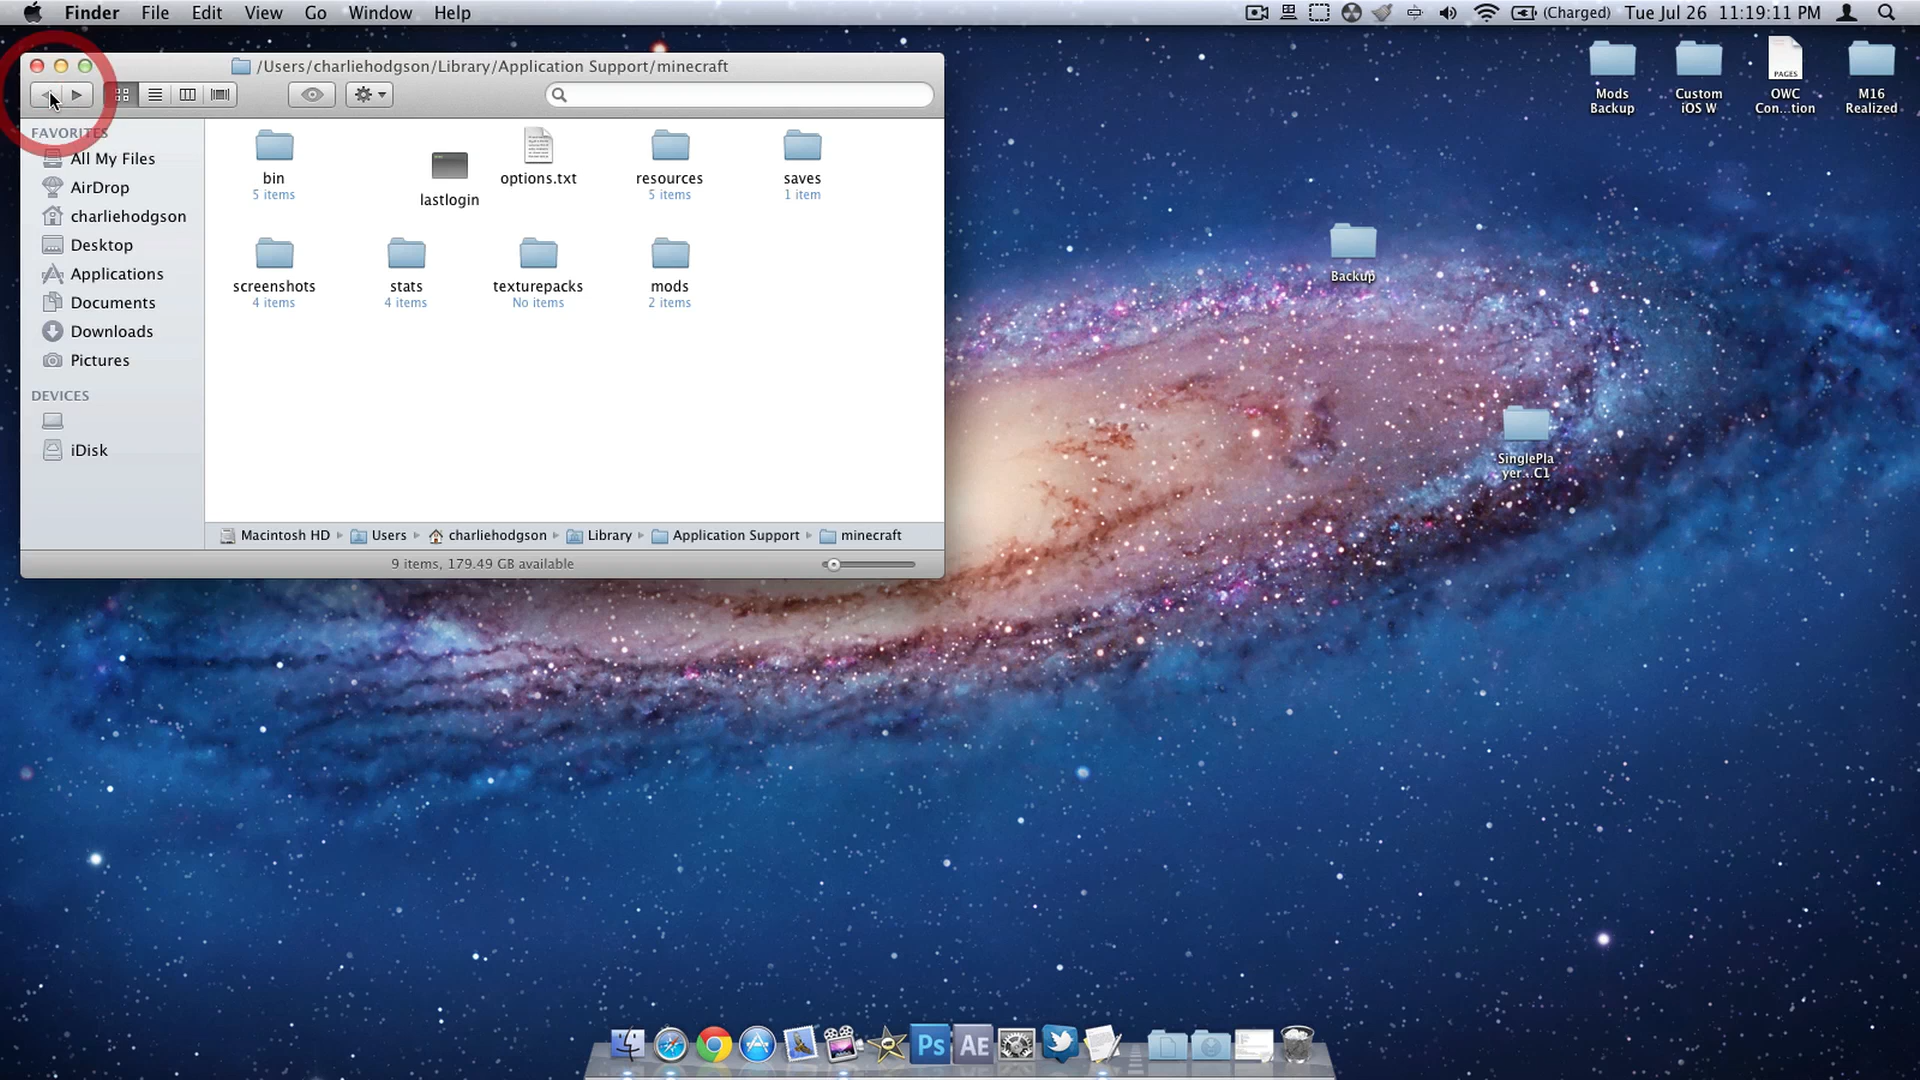 Finder File Edit View Go Window Help
(Charged) Tue Jul 26 11:19:11 PM
/Users/charliehodgson/Library/Application Support/minecraft
FAVORITES
All My Files
AirDrop
charliehodgson
Desktop
Applications
Documents
Downloads
Pictures
DEVICES
iDisk
bin
5 items
lastlogin
options.txt
resources
5 items
saves
1 item
screenshots
4 items
stats
4 items
texturepacks
No items
mods
2 items
Macintosh HD Users charliehodgson Library Application Support minecraft
9 items, 179.49 GB available
Mods
Backup
Custom
iOS W
PAGES
OWC
Con...tion
M16
Realized
Backup
SinglePla
yer...C1
Ps
AE